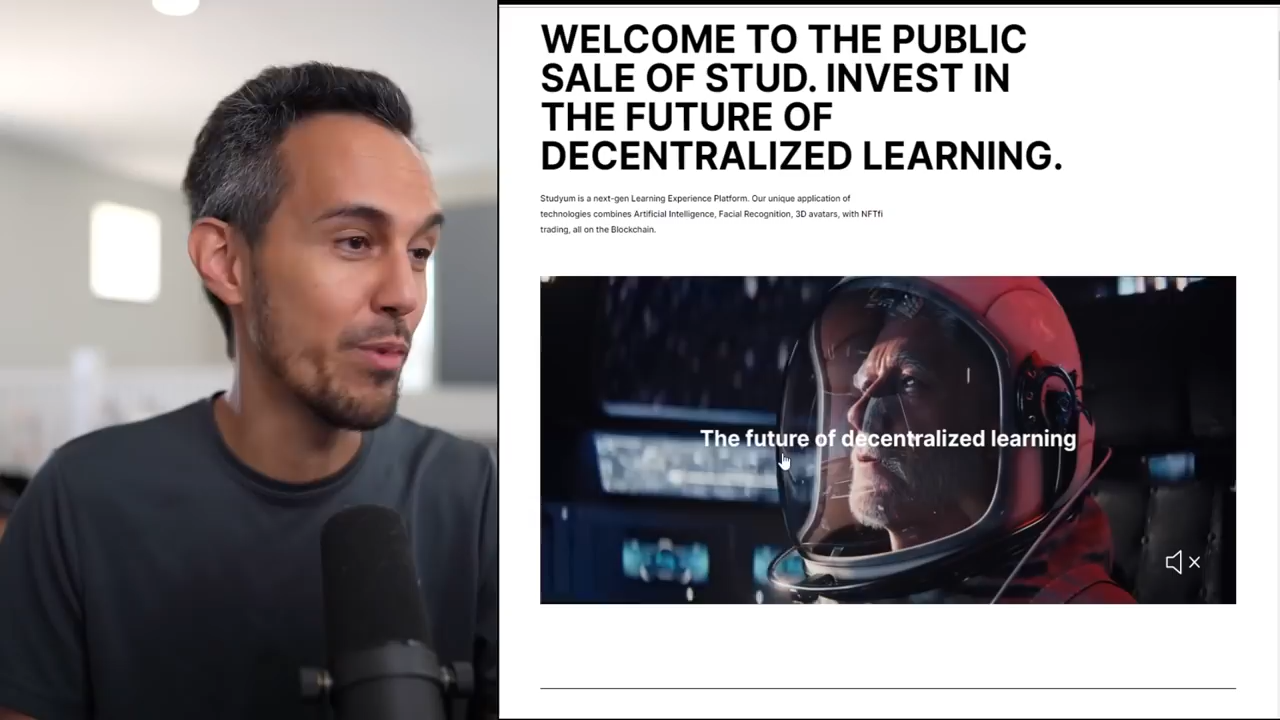 WELCOME TO THE PUBLIC
SALE OF STUD. INVEST IN
THE FUTURE OF
DECENTRALIZED LEARNING.
Studyum is a next-gen Learning Experience Platform. Our unique application of
technologies combines Artificial Intelligence, Facial Recognition, 3D avatars, with NFTfi
trading, all on the Blockchain.
The future of decentralized learning